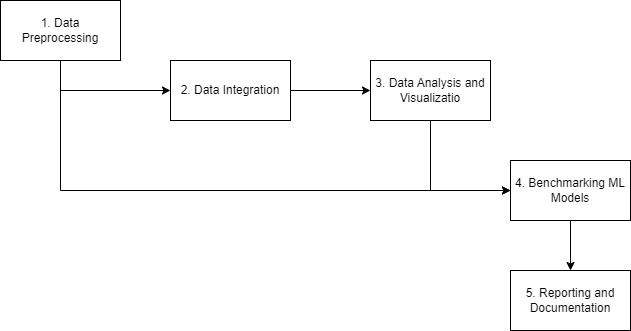 1. Data
Preprocessing
2. Data Integration
3. Data Analysis and
Visualizatio
4. Benchmarking ML
Models
5. Reporting and
Documentation